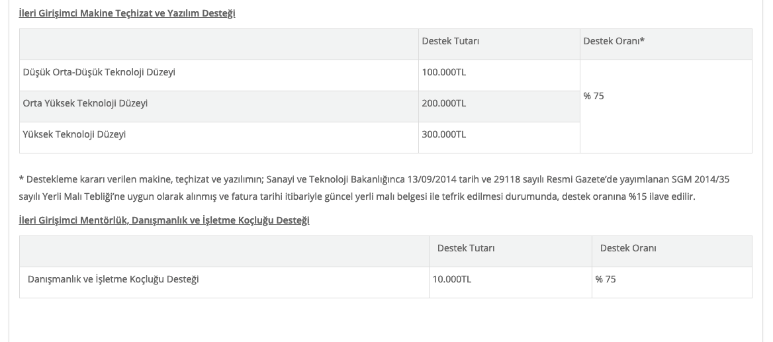 İleri Girişimci Makine Teçhizat ve Yazılım Desteği
Destek Tutarı Destek Oranı*
Düşük Orta-Düşük Teknoloji Düzeyi 100.000TL
% 75
Orta Yüksek Teknoloji Düzeyi 200.000TL
Yüksek Teknoloji Düzeyi 300.000TL
* Destekleme kararı verilen makine, teçhizat ve yazılımın; Sanayi ve Teknoloji Bakanlığınca 13/09/2014 tarih ve 29118 sayılı Resmi Gazete’de yayımlanan SGM 2014/35
sayılı Yerli Malı Tebliği’ne uygun olarak alınmış ve fatura tarihi itibariyle güncel yerli malı belgesi ile tefrik edilmesi durumunda, destek oranına %15 ilave edilir.
İleri Girişimci Mentörlük, Danışmanlık ve İşletme Koçluğu Desteği
Destek Tutarı Destek Oranı
Danışmanlık ve İşletme Koçluğu Desteği 10.000TL % 75